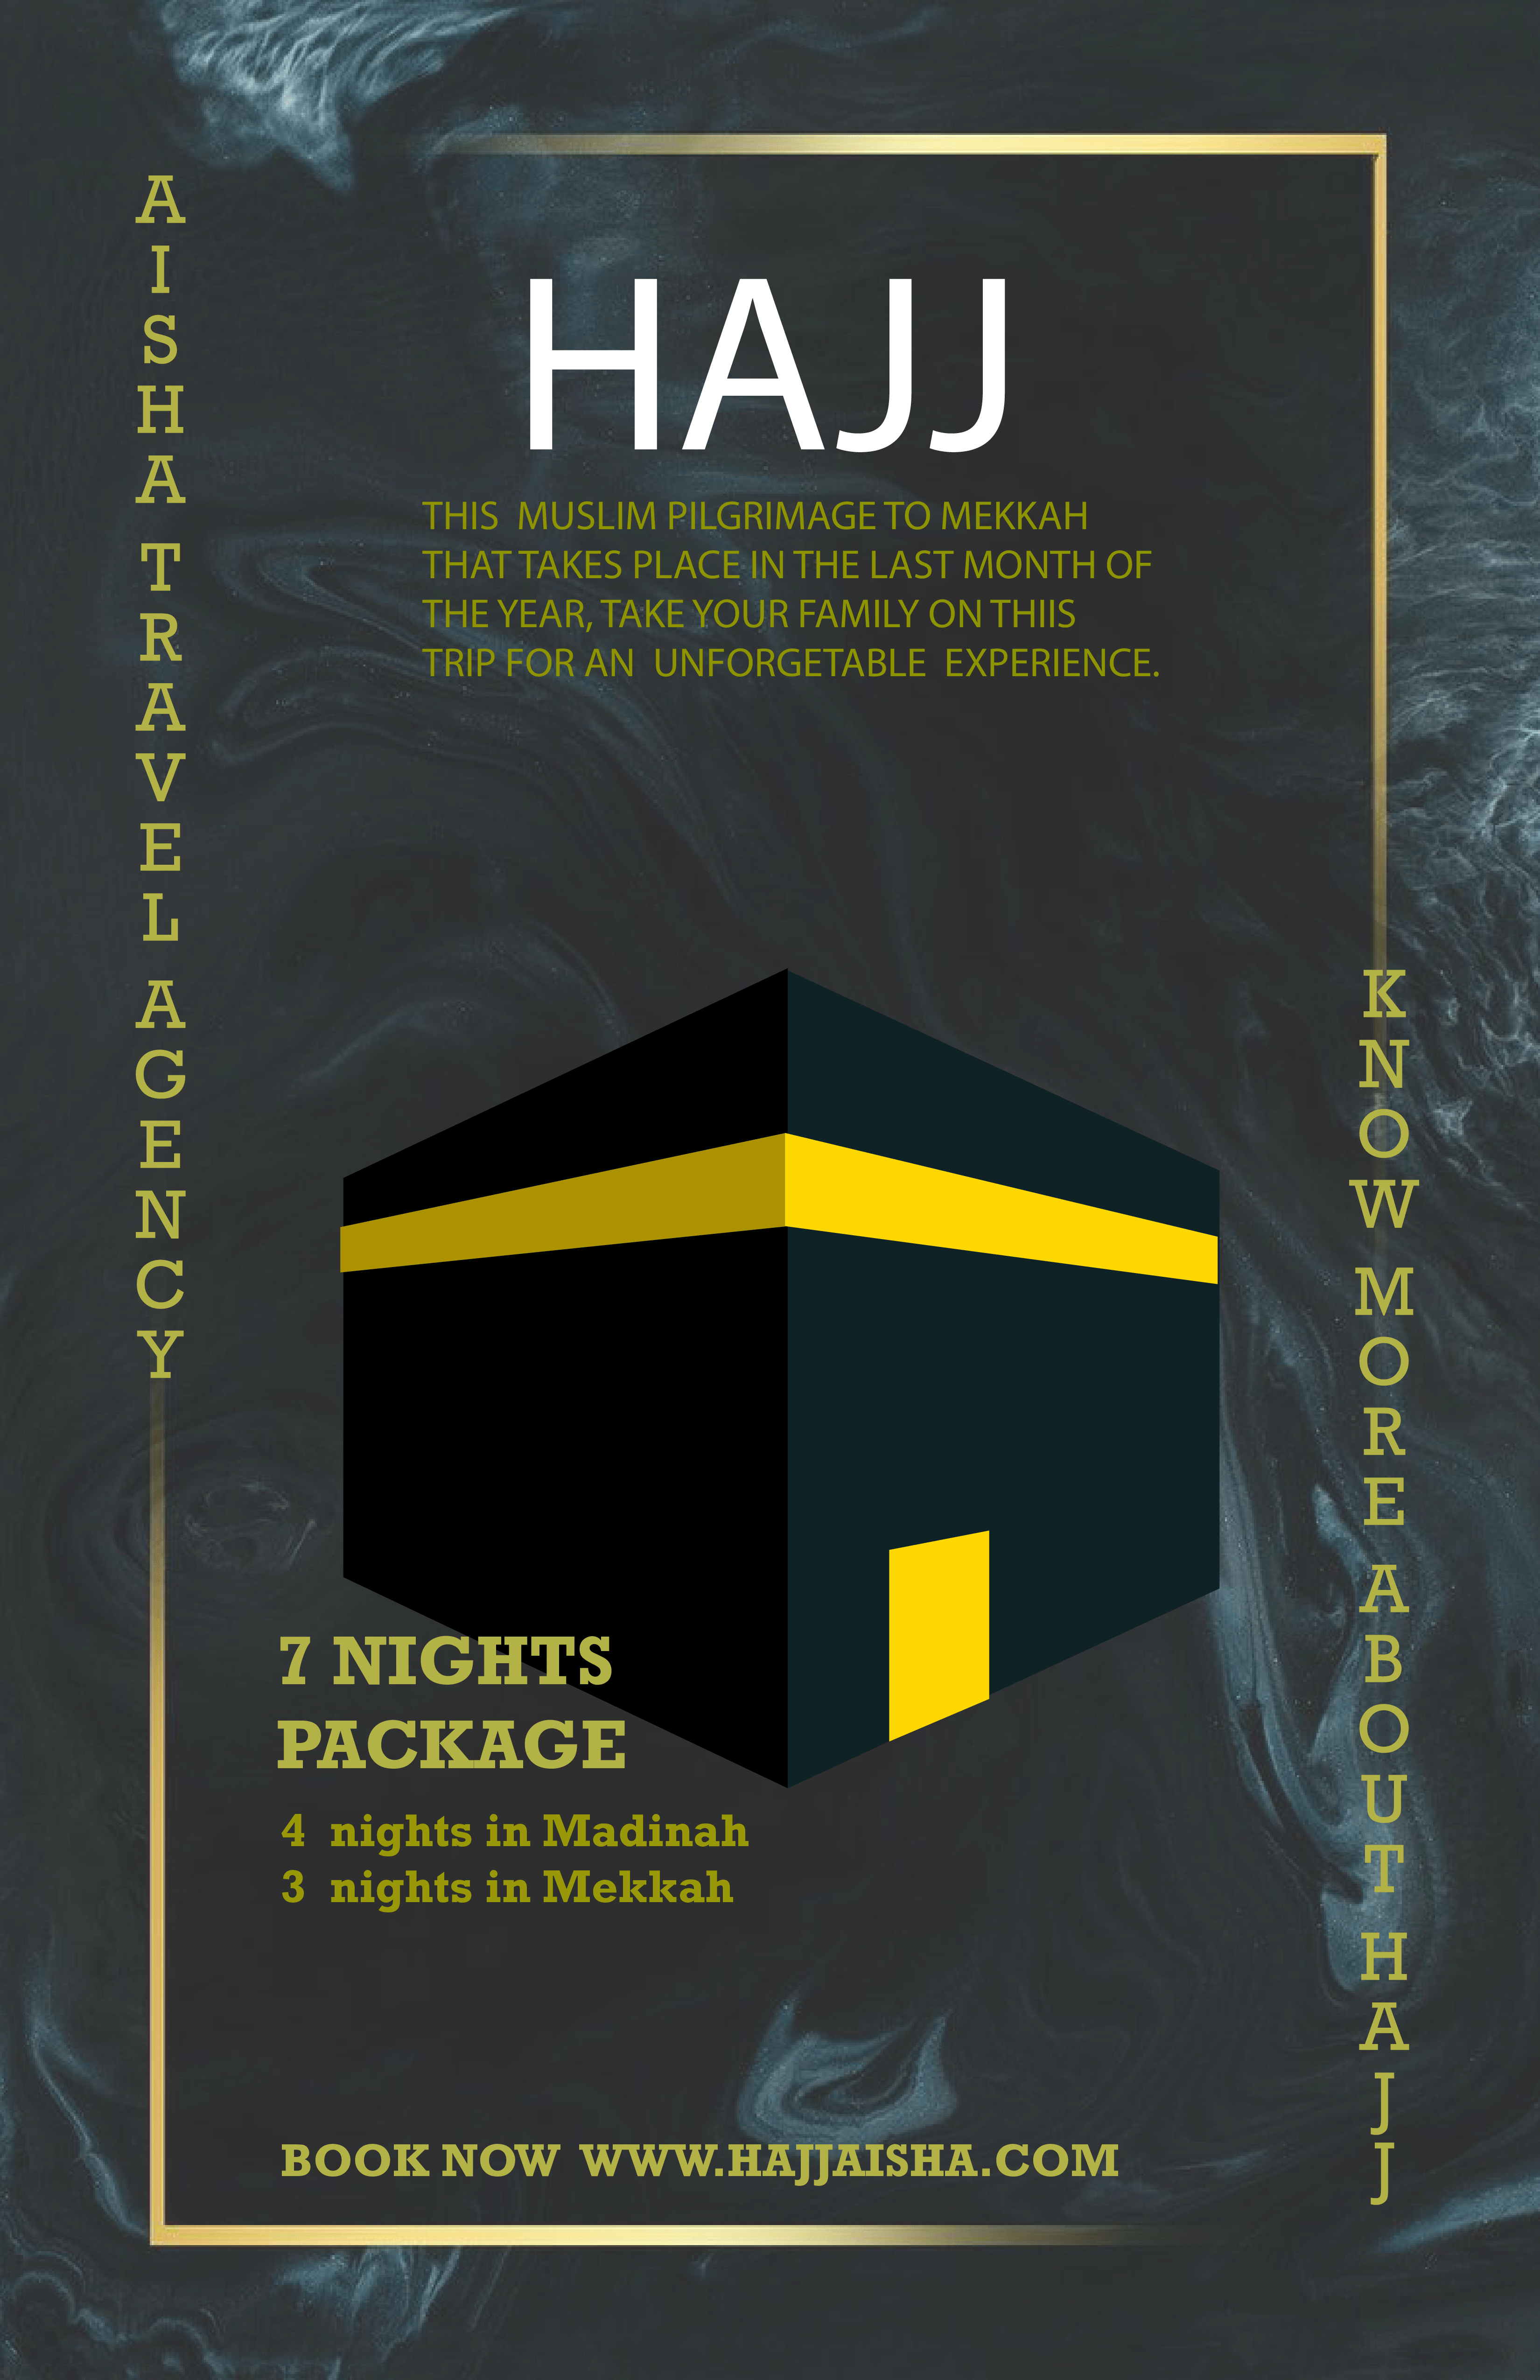 AISHA TRAVEL AGENCY
HAJJ
THIS MUSLIM PILGRIMAGE TO MEKKAH
THAT TAKES PLACE IN THE LAST MONTH OF
THE YEAR, TAKE YOUR FAMILY ON THIIS
TRIP FOR AN UNFORGETABLE EXPERIENCE.
KNOW MORE ABOUT HAJJ
7 NIGHTS
PACKAGE
4 nights in Madinah
3 nights in Mekkah
BOOK NOW WWW.HAJJAISHA.COM